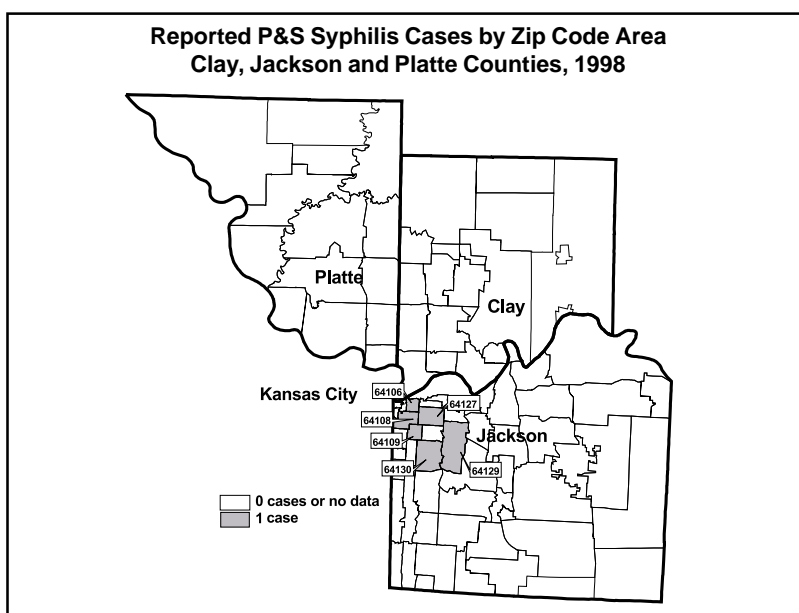 Reported P&S Syphilis Cases by Zip Code Area
Clay, Jackson and Platte Counties, 1998
Platte
Clay
Kansas City
64106
64127
64108
Jackson
64109
64130
64129
0 cases or no data
1 case